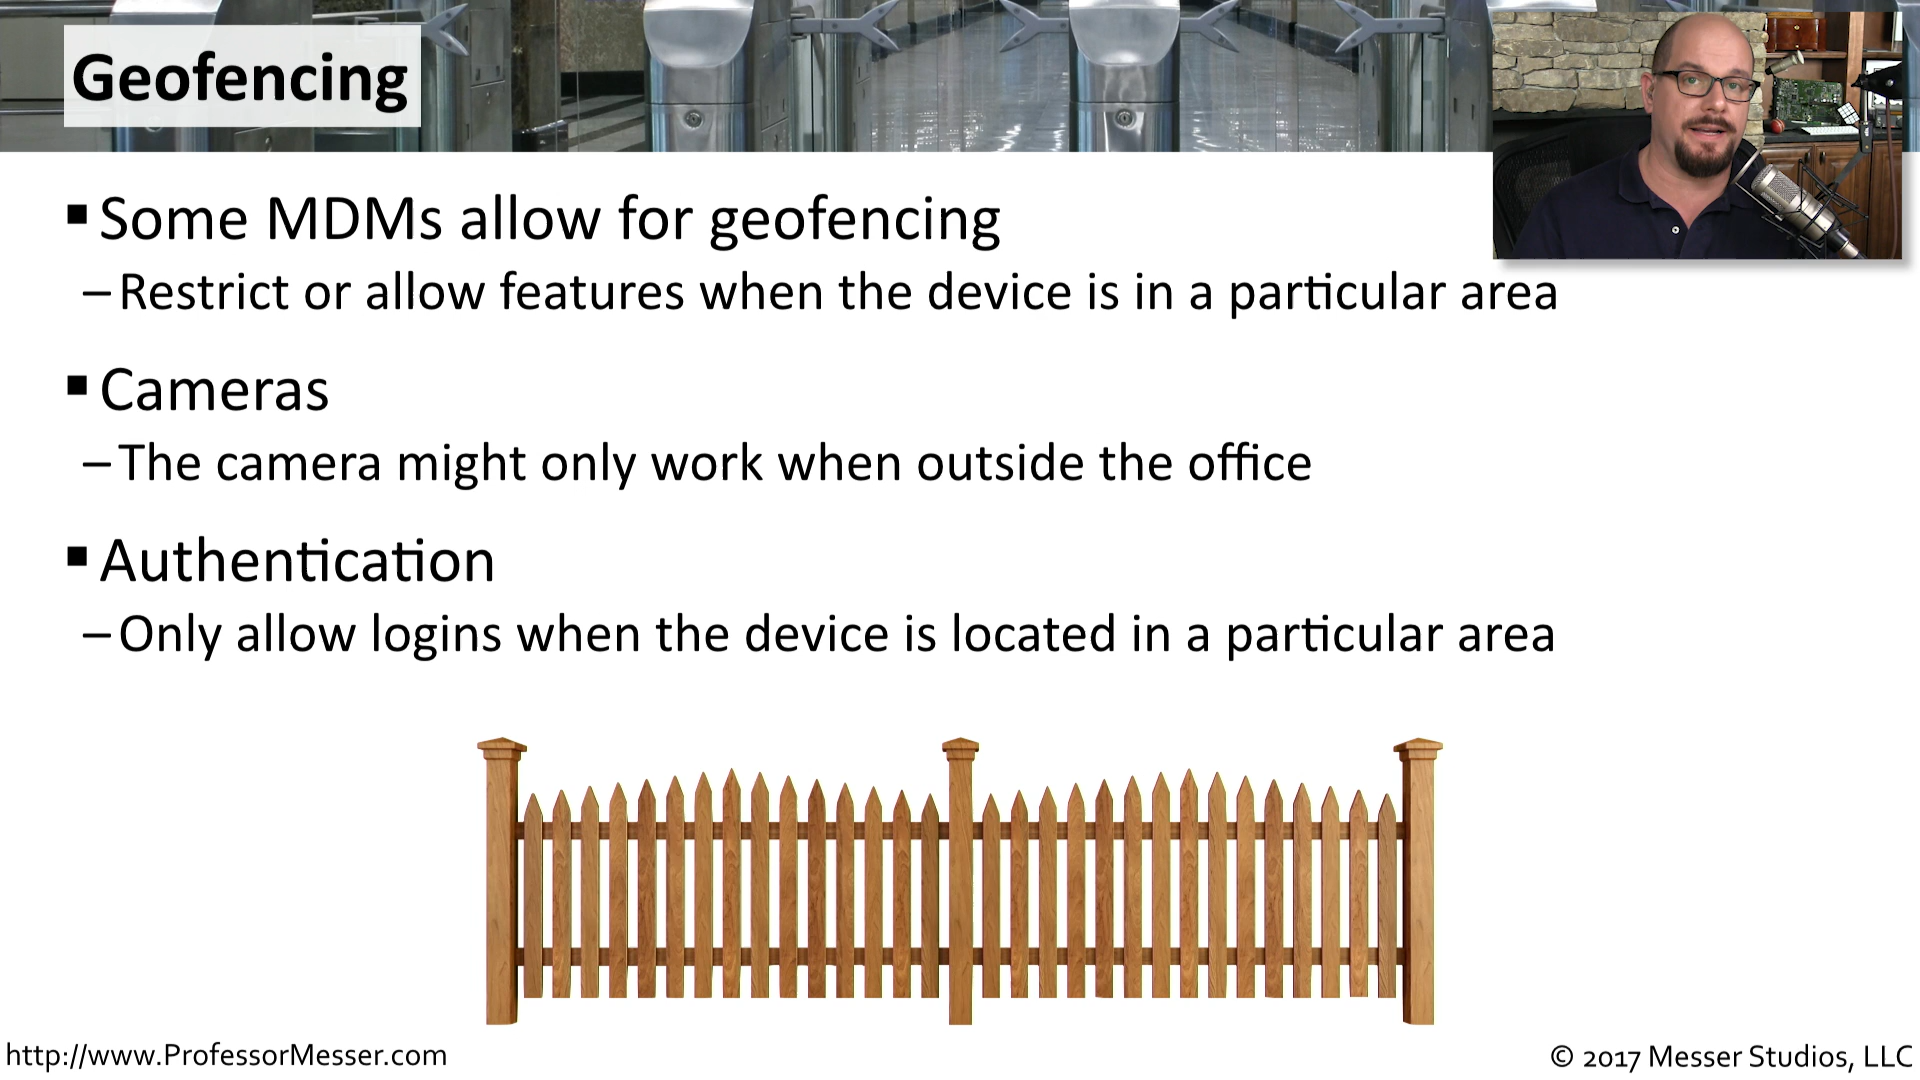 Geofencing
▪ Some MDMs allow for geofencing
– Restrict or allow features when the device is in a particular area
▪ Cameras
– The camera might only work when outside the office
▪ Authentication
– Only allow logins when the device is located in a particular area
http://www.ProfessorMesser.com
© 2017 Messer Studios, LLC